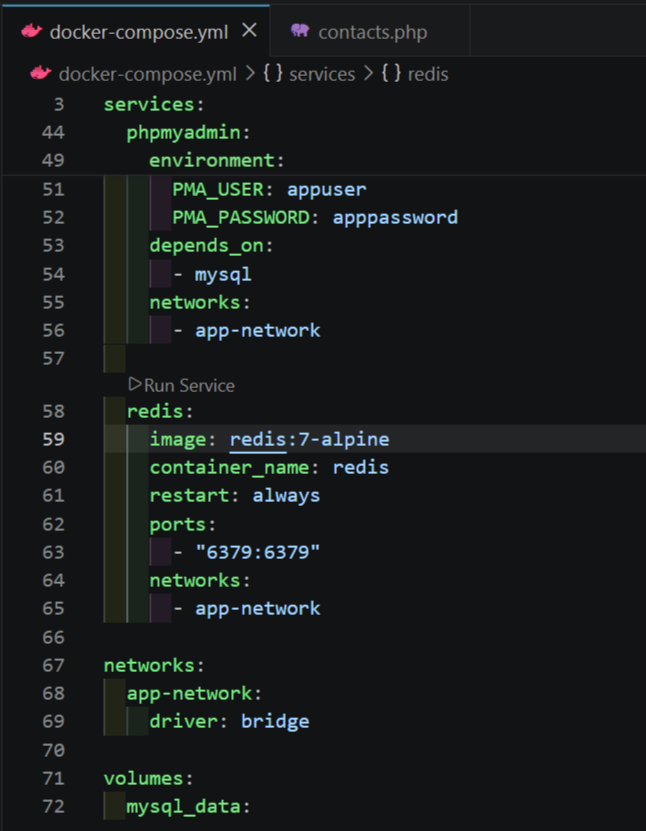 docker-compose.yml contacts.php
docker-compose.yml > {} services > {} redis
3 services:
44 phpmyadmin:
49 environment:
51 PMA_USER: appuser
52 PMA_PASSWORD: apppassword
53 depends_on:
54 - mysql
55 networks:
56 - app-network
57
Run Service
58 redis:
59 image: redis:7-alpine
60 container_name: redis
61 restart: always
62 ports:
63 - "6379:6379"
64 networks:
65 - app-network
66
67 networks:
68 app-network:
69 driver: bridge
70
71 volumes:
72 mysql_data: